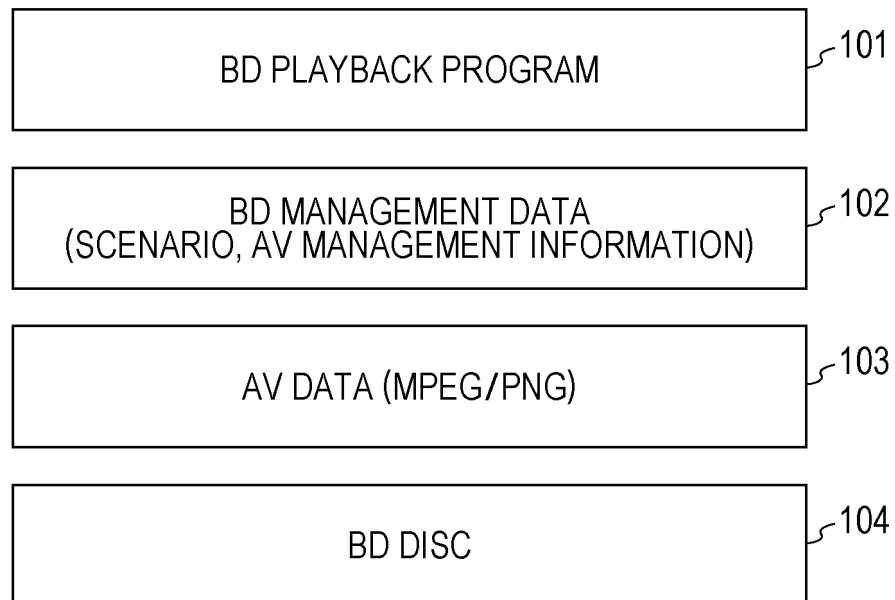 BD PLAYBACK PROGRAM
101
BD MANAGEMENT DATA
(SCENARIO, AV MANAGEMENT INFORMATION)
102
AV DATA (MPEG/PNG)
103
BD DISC
104